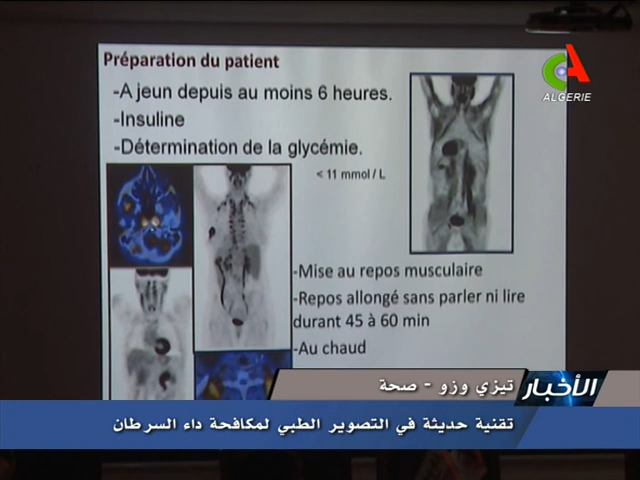 Préparation du patient
-A jeun depuis au moins 6 heures.
-Insuline
-Détermination de la glycémie.
< 11 mmol / L
-Mise au repos musculaire
-Repos allongé sans parler ni lire
durant 45 à 60 min
-Au chaud
ALGERIE
الأخبار
تيزي وزو - صحة
تقنية حديثة في التصوير الطبي لمكافحة داء السرطان